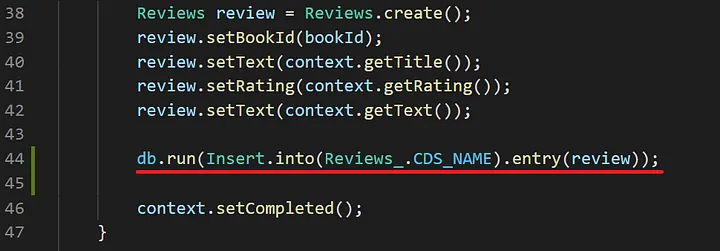 38 Reviews review = Reviews.create();
39 review.setBookId(bookId);
40 review.setText(context.getTitle());
41 review.setRating(context.getRating());
42 review.setText(context.getText());
43
44 db.run(Insert.into(Reviews_.CDS_NAME).entry(review));
45
46 context.setCompleted();
47 }